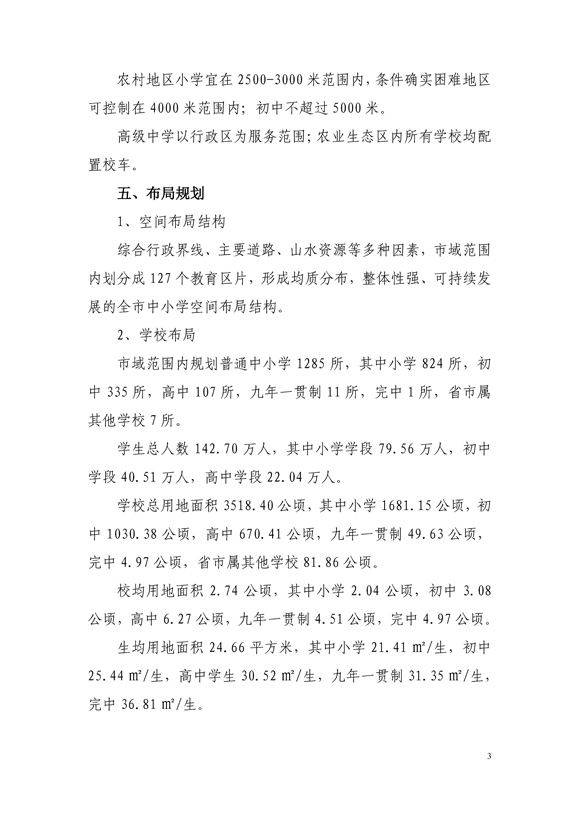 农村地区小学宜在 2500-3000 米范围内，条件确实困难地区
可控制在 4000 米范围内；初中不超过 5000 米。
高级中学以行政区为服务范围；农业生态区内所有学校均配
置校车。
五、布局规划
1、空间布局结构
综合行政界线、主要道路、山水资源等多种因素，市域范围
内划分成 127 个教育区片，形成均质分布，整体性强、可持续发
展的全市中小学空间布局结构。
2、学校布局
市域范围内规划普通中小学 1285 所，其中小学 824 所，初
中 335 所，高中 107 所，九年一贯制 11 所，完中 1 所，省市属
其他学校 7 所。
学生总人数 142.70 万人，其中小学学段 79.56 万人，初中
学段 40.51 万人，高中学段 22.04 万人。
学校总用地面积 3518.40 公顷，其中小学 1681.15 公顷，初
中 1030.38 公顷，高中 670.41 公顷，九年一贯制 49.63 公顷，
完中 4.97 公顷，省市属其他学校 81.86 公顷。
校均用地面积 2.74 公顷，其中小学 2.04 公顷，初中 3.08
公顷，高中 6.27 公顷，九年一贯制 4.51 公顷，完中 4.97 公顷。
生均用地面积 24.66 平方米，其中小学 21.41 ㎡/生，初中
25.44 ㎡/生，高中学生 30.52 ㎡/生，九年一贯制 31.35 ㎡/生，
完中 36.81 ㎡/生。
3